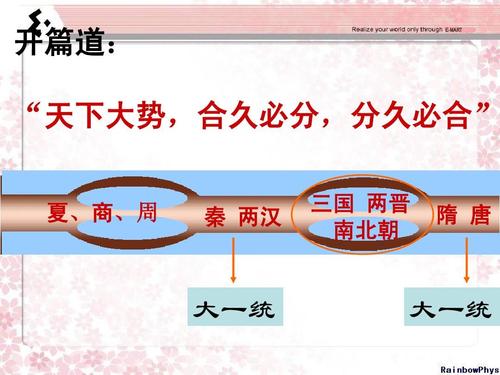 Realize your world only through E-MART
开篇道：
“天下大势，合久必分，分久必合”
夏、商、周
秦 两汉
三国 两晋
南北朝
隋 唐
大一统
大一统
RainbowPhys